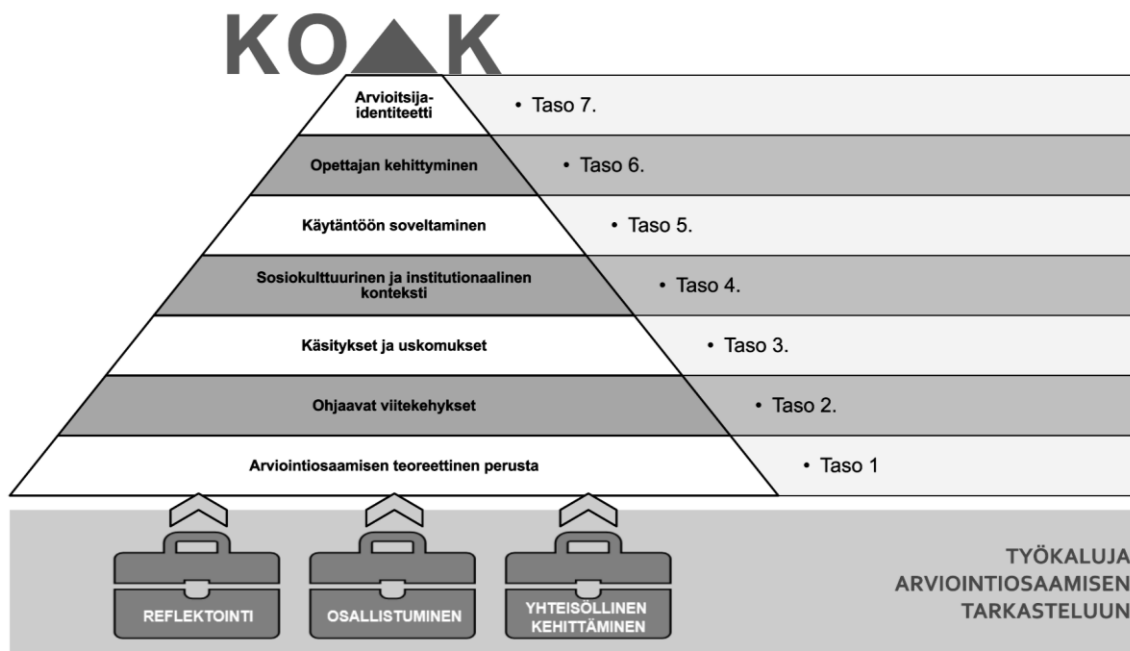 KO K
Arvioitsija-
identiteetti
• Taso 7.
Opettajan kehittyminen
• Taso 6.
Käytäntöön soveltaminen
• Taso 5.
Sosiokulttuurinen ja institutionaalinen
konteksti
• Taso 4.
Käsitykset ja uskomukset
• Taso 3.
Ohjaavat viitekehykset
• Taso 2.
Arviointiosaamisen teoreettinen perusta
• Taso 1
REFLEKTOINTI
OSALLISTUMINEN
YHTEISÖLLINEN
KEHITTÄMINEN
TYÖKALUJA
ARVIOINTIOSAAMISEN
TARKASTELUUN